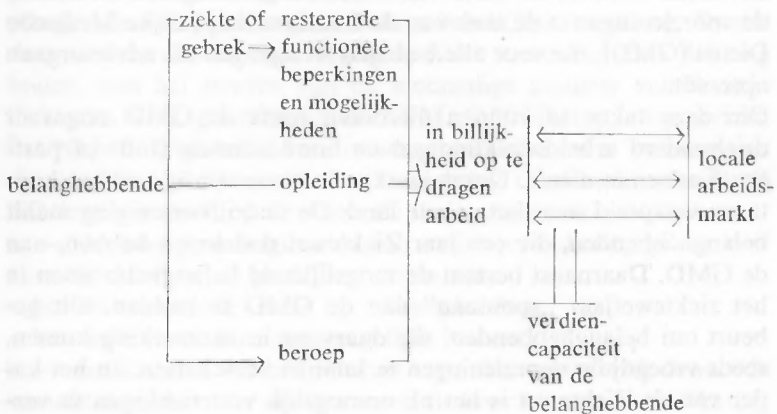 ziekte of resterende
gebrek → functionele
beperkingen
en mogelijk-
heden
belanghebbende
opleiding
beroep
in billijk-
heid op te
dragen
arbeid
locale
arbeids-
markt
verdien-
capaciteit
van de
belanghebbende